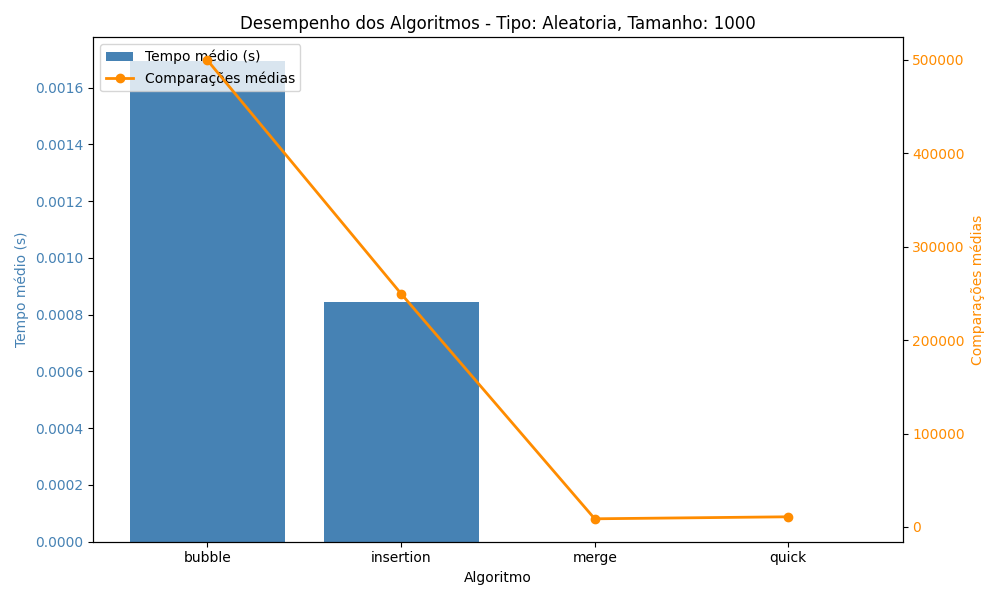 Desempenho dos Algoritmos - Tipo: Aleatoria, Tamanho: 1000
Tempo médio (s)
Comparações médias
0.0016
0.0014
0.0012
0.0010
0.0008
0.0006
0.0004
0.0002
0.0000
Tempo médio (s)
500000
400000
300000
200000
100000
0
Comparações médias
bubble
insertion
merge
quick
Algoritmo